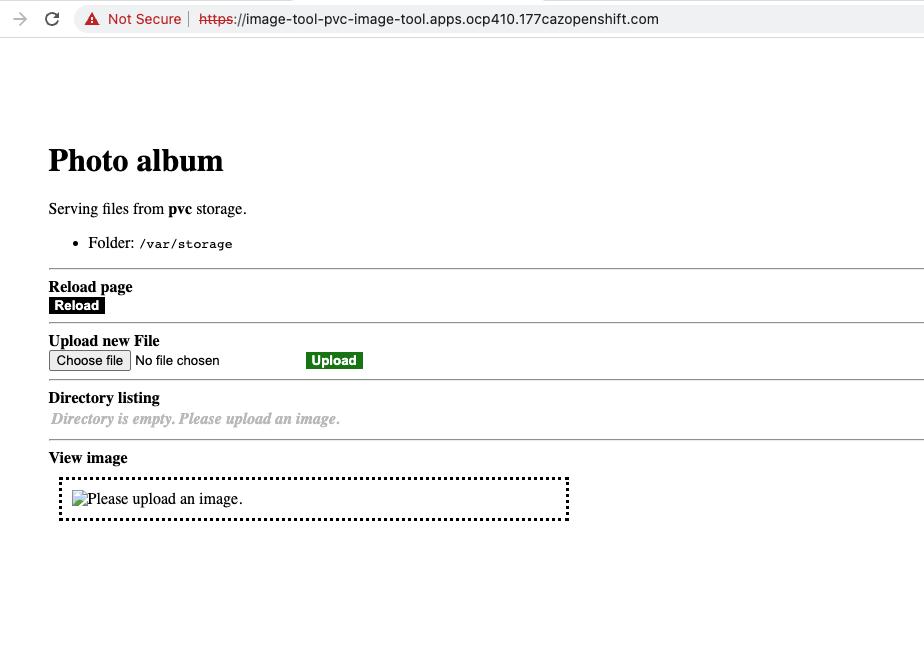 Not Secure https://image-tool-pvc-image-tool.apps.ocp410.177cazopenshift.com
Photo album
Serving files from pvc storage.
• Folder: /var/storage
Reload page
Reload
Upload new File
Choose file No file chosen Upload
Directory listing
Directory is empty. Please upload an image.
View image
Please upload an image.